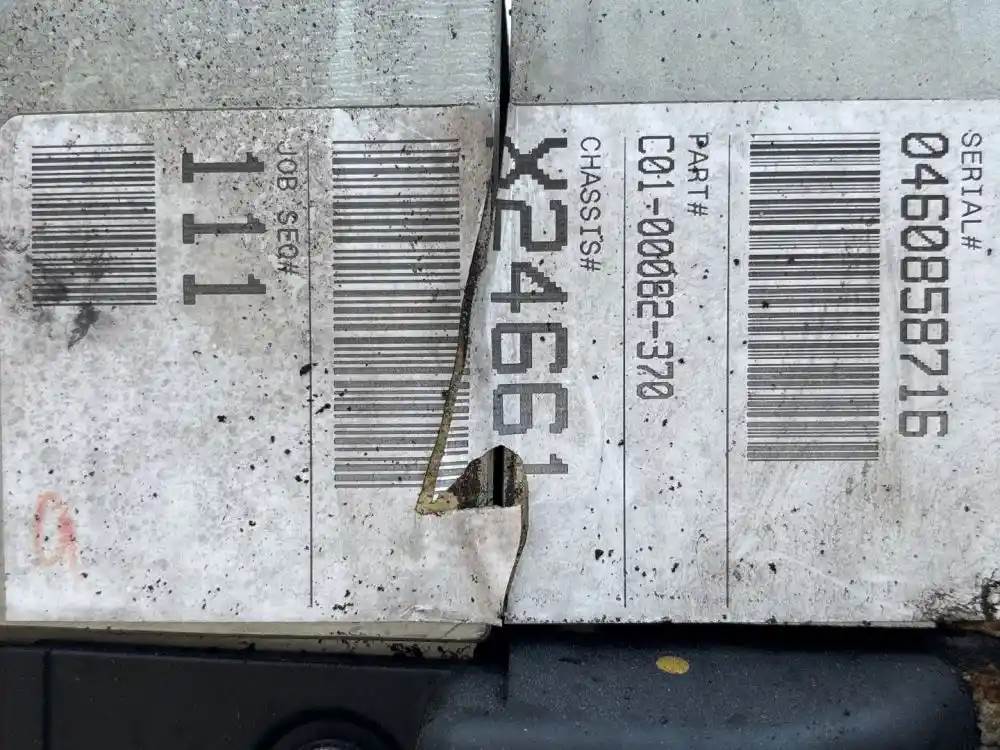 SERIAL#
0460858716
PART#
C01-00082-370
CHASSIS#
X24661
JOB SEQ#
111